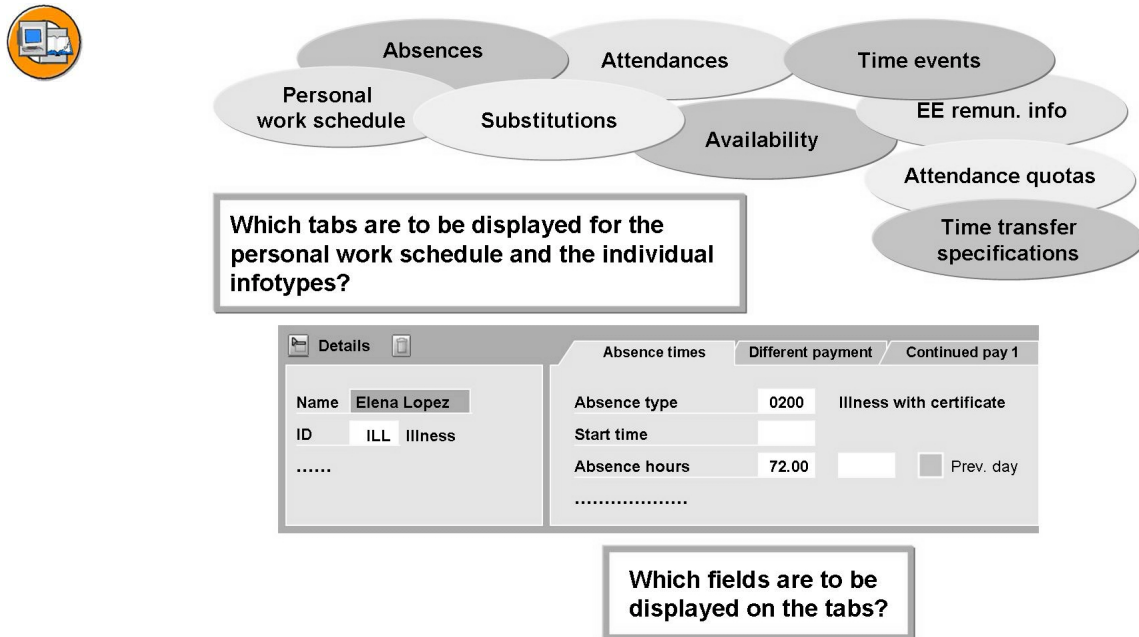 Absences
Attendances
Time events
Personal
work schedule
Substitutions
Availability
EE remun. info
Attendance quotas
Time transfer
specifications
Which tabs are to be displayed for the
personal work schedule and the individual
infotypes?
Details
Absence times Different payment Continued pay 1
Name Elena Lopez
ID ILL Illness
......
Absence type 0200 Illness with certificate
Start time
Absence hours 72.00 Prev. day
...................
Which fields are to be
displayed on the tabs?